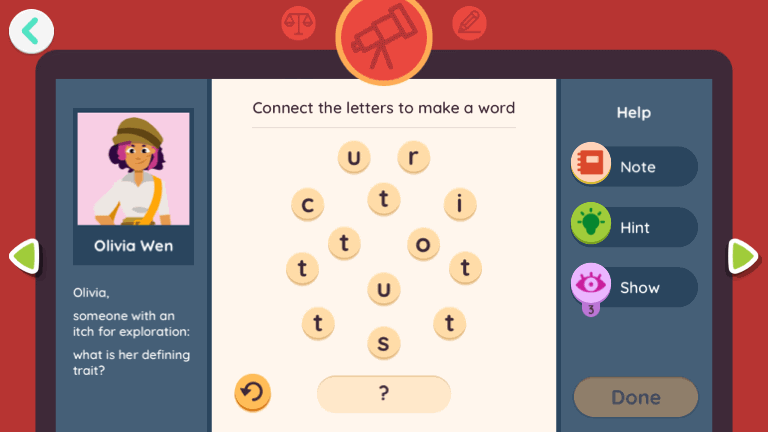 Connect the letters to make a word
Help
u r
c t i
t o
t t
u
t t
s
?
Olivia Wen
Olivia,
someone with an
itch for exploration:
what is her defining
trait?
Note
Hint
Show
3
Done